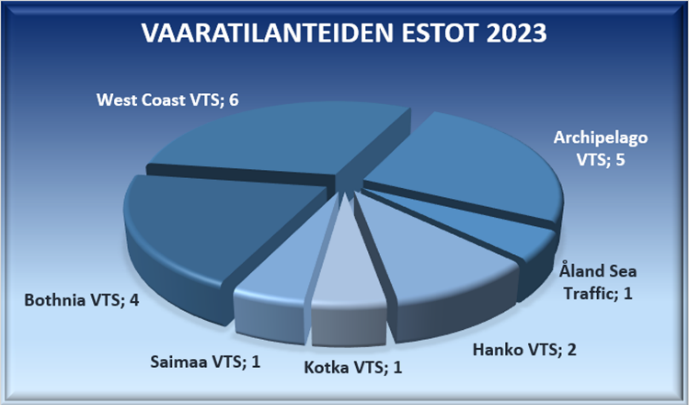 VAARATILANTEIDEN ESTOT 2023
West Coast VTS; 6
Archipelago
VTS; 5
Åland Sea
Traffic; 1
Bothnia VTS; 4
Hanko VTS; 2
Saimaa VTS; 1
Kotka VTS; 1